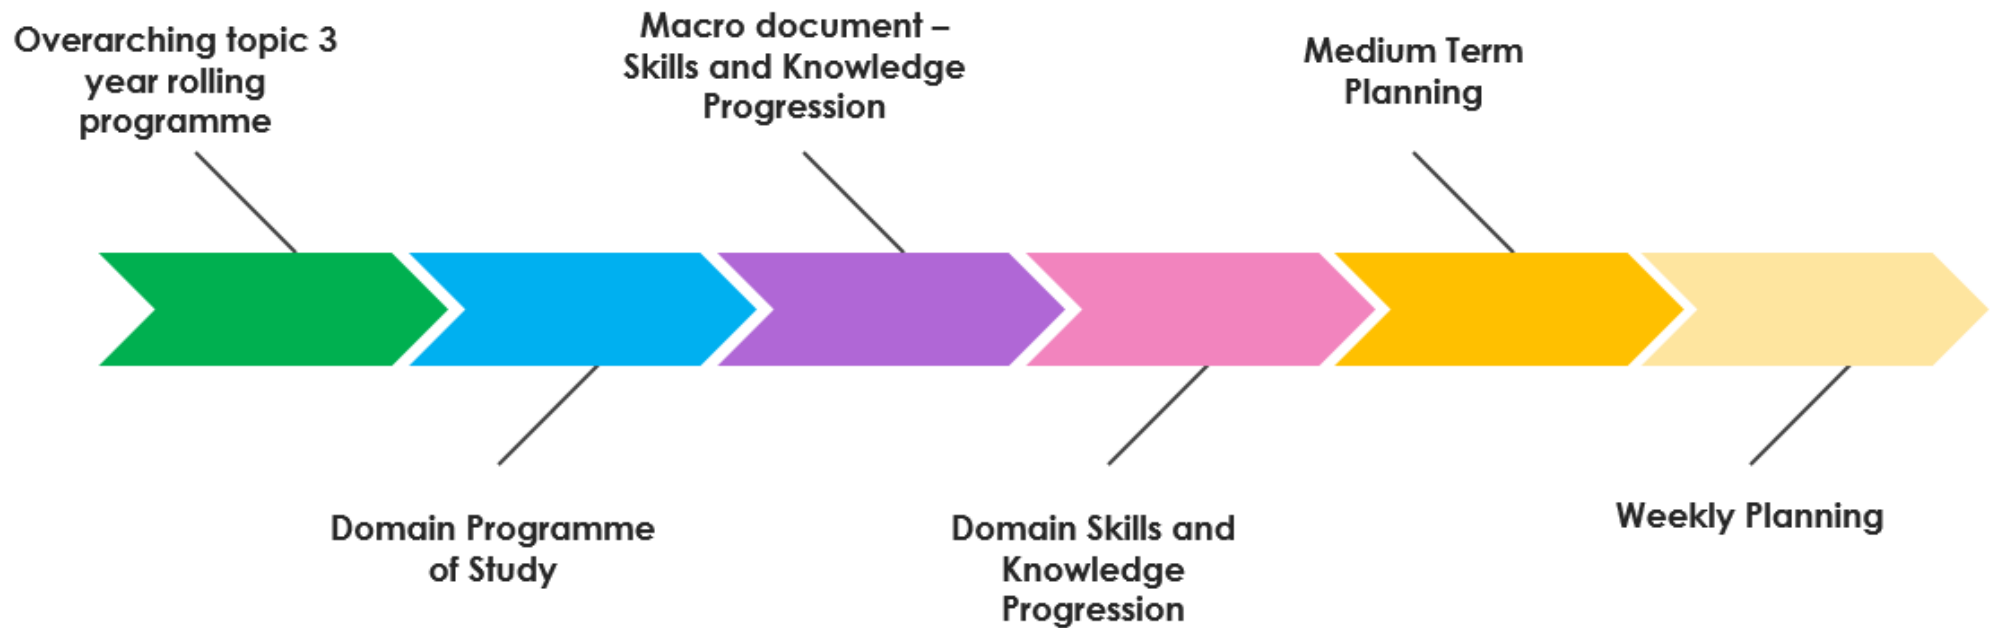 Overarching topic 3
year rolling
programme
Macro document –
Skills and Knowledge
Progression
Medium Term
Planning
Domain Programme
of Study
Domain Skills and
Knowledge
Progression
Weekly Planning